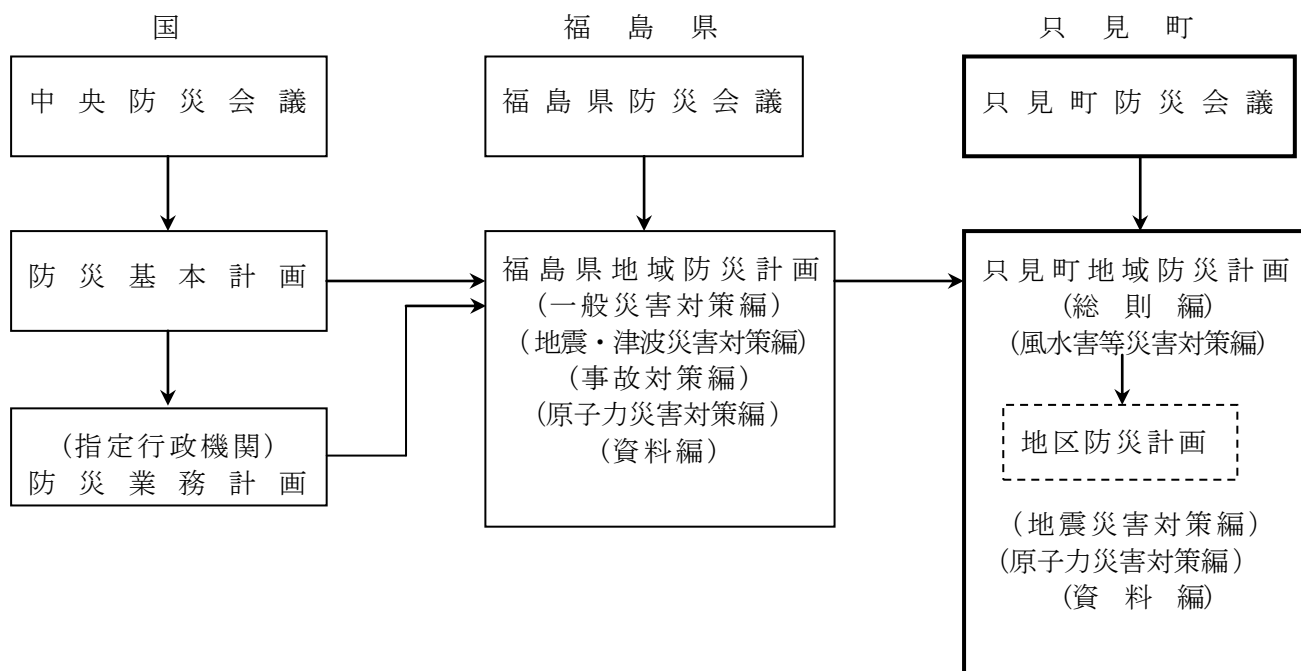 国
中央防災会議
防災基本計画
(指定行政機関)
防災業務計画
福島県
福島県防災会議
福島県地域防災計画
(一般災害対策編)
(地震・津波災害対策編)
(事故対策編)
(原子力災害対策編)
(資料編)
只見町
只見町防災会議
只見町地域防災計画
(総則編)
(風水害等災害対策編)
地区防災計画
(地震災害対策編)
(原子力災害対策編)
(資料編)